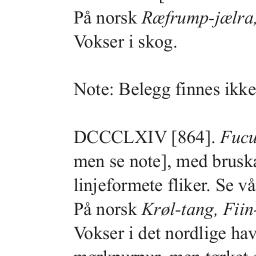 På norsk Ræfrump-jælra,
Vokser i skog.
Note: Belegg finnes ikke
DCCCLXIV [864]. Fucu
men se note], med bruska
linjeformete fliker. Se vå
På norsk Krøl-tang, Fiin-
Vokser i det nordlige hav